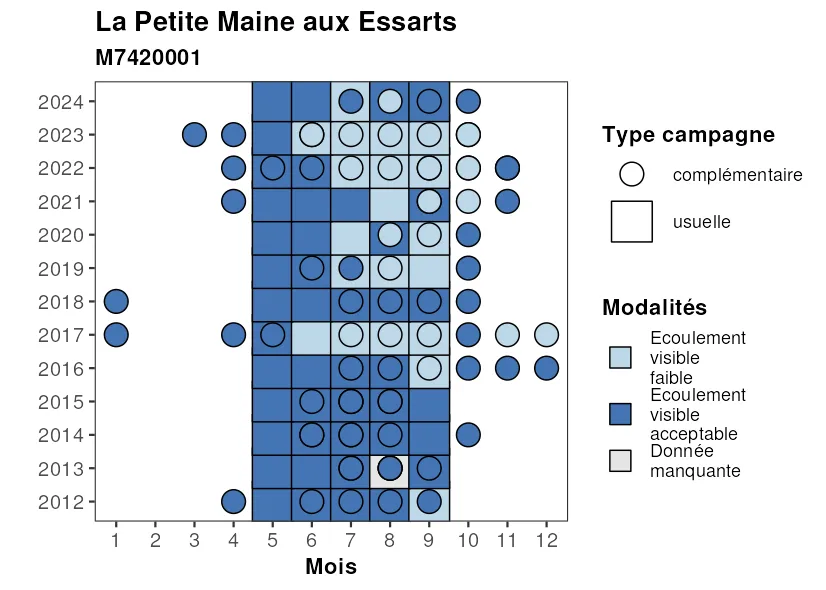 La Petite Maine aux Essarts
M7420001
2024
2023
2022
2021
2020
2019
2018
2017
2016
2015
2014
2013
2012
1 2 3 4 5 6 7 8 9 10 11 12
Mois
Type campagne
complémentaire
usuelle
Modalités
Ecoulement
visible
faible
Ecoulement
visible
acceptable
Donnée
manquante